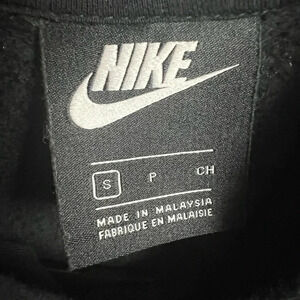 NIKE
S P CH
MADE IN MALAYSIA
FABRIQUE EN MALAISIE